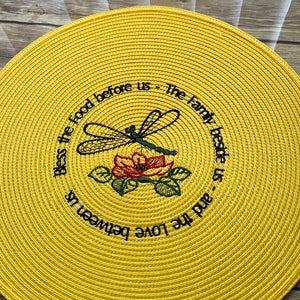 Bless the Food before us - The Family beside us - and the Love between us.